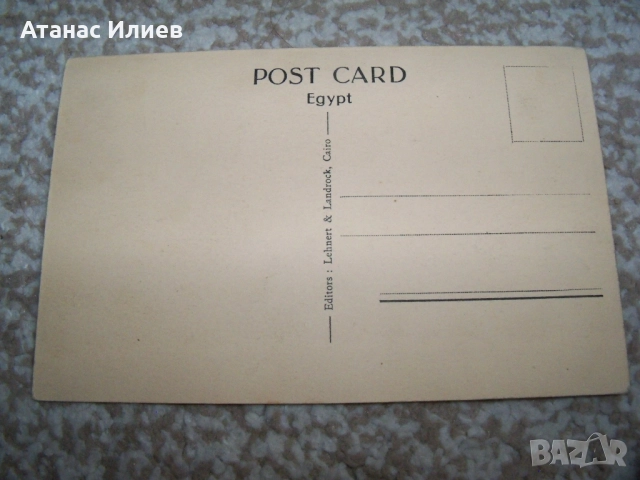 Атанас Илиев
POST CARD
Egypt
Editors : Lehnert & Landrock, Cairo
BAZAR